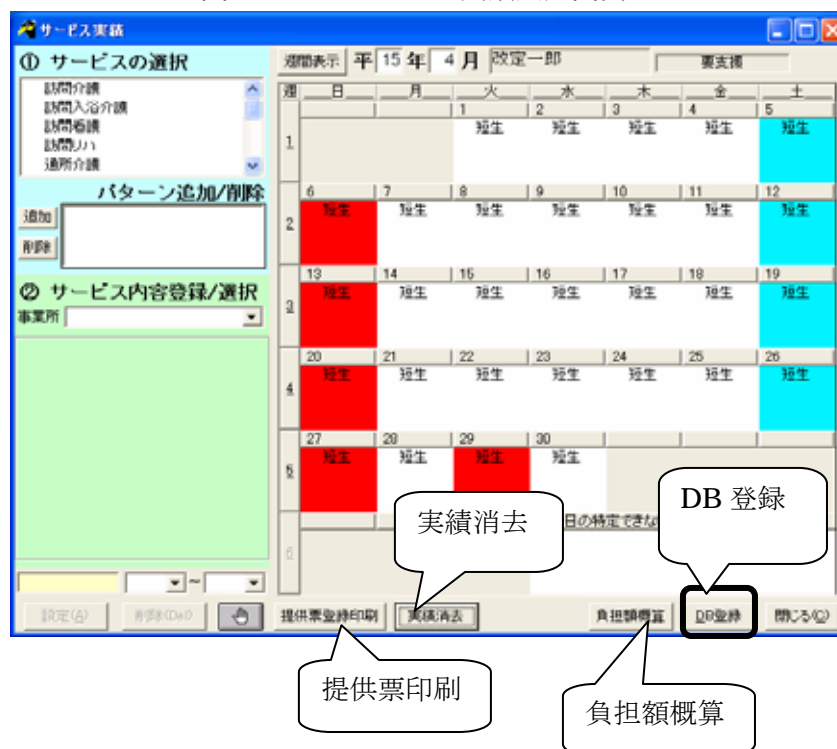 サービス実績
① サービスの選択
訪問介護
訪問入浴介護
訪問看護
訪問リハ
通所介護
パターン追加/削除
追加
削除
② サービス内容登録/選択
事業所
週間表示 平 15 年 4 月 改定一郎 要支援
週 日 月 火 水 木 金 土
1 2 3 4 5
1 短生 短生 短生 短生 短生
6 7 8 9 10 11 12
2 短生 短生 短生 短生 短生 短生 短生
13 14 15 16 17 18 19
3 短生 短生 短生 短生 短生 短生 短生
20 21 22 23 24 25 26
4 短生 短生 短生 短生 短生 短生 短生
27 28 29 30
5 短生 短生 短生 短生
日の特定できな
6
～
設定(A) 削除(Del) 提供票登録印刷 実績消去 負担額概算 DB登録 閉じる(C)
実績消去
DB 登録
提供票印刷
負担額概算